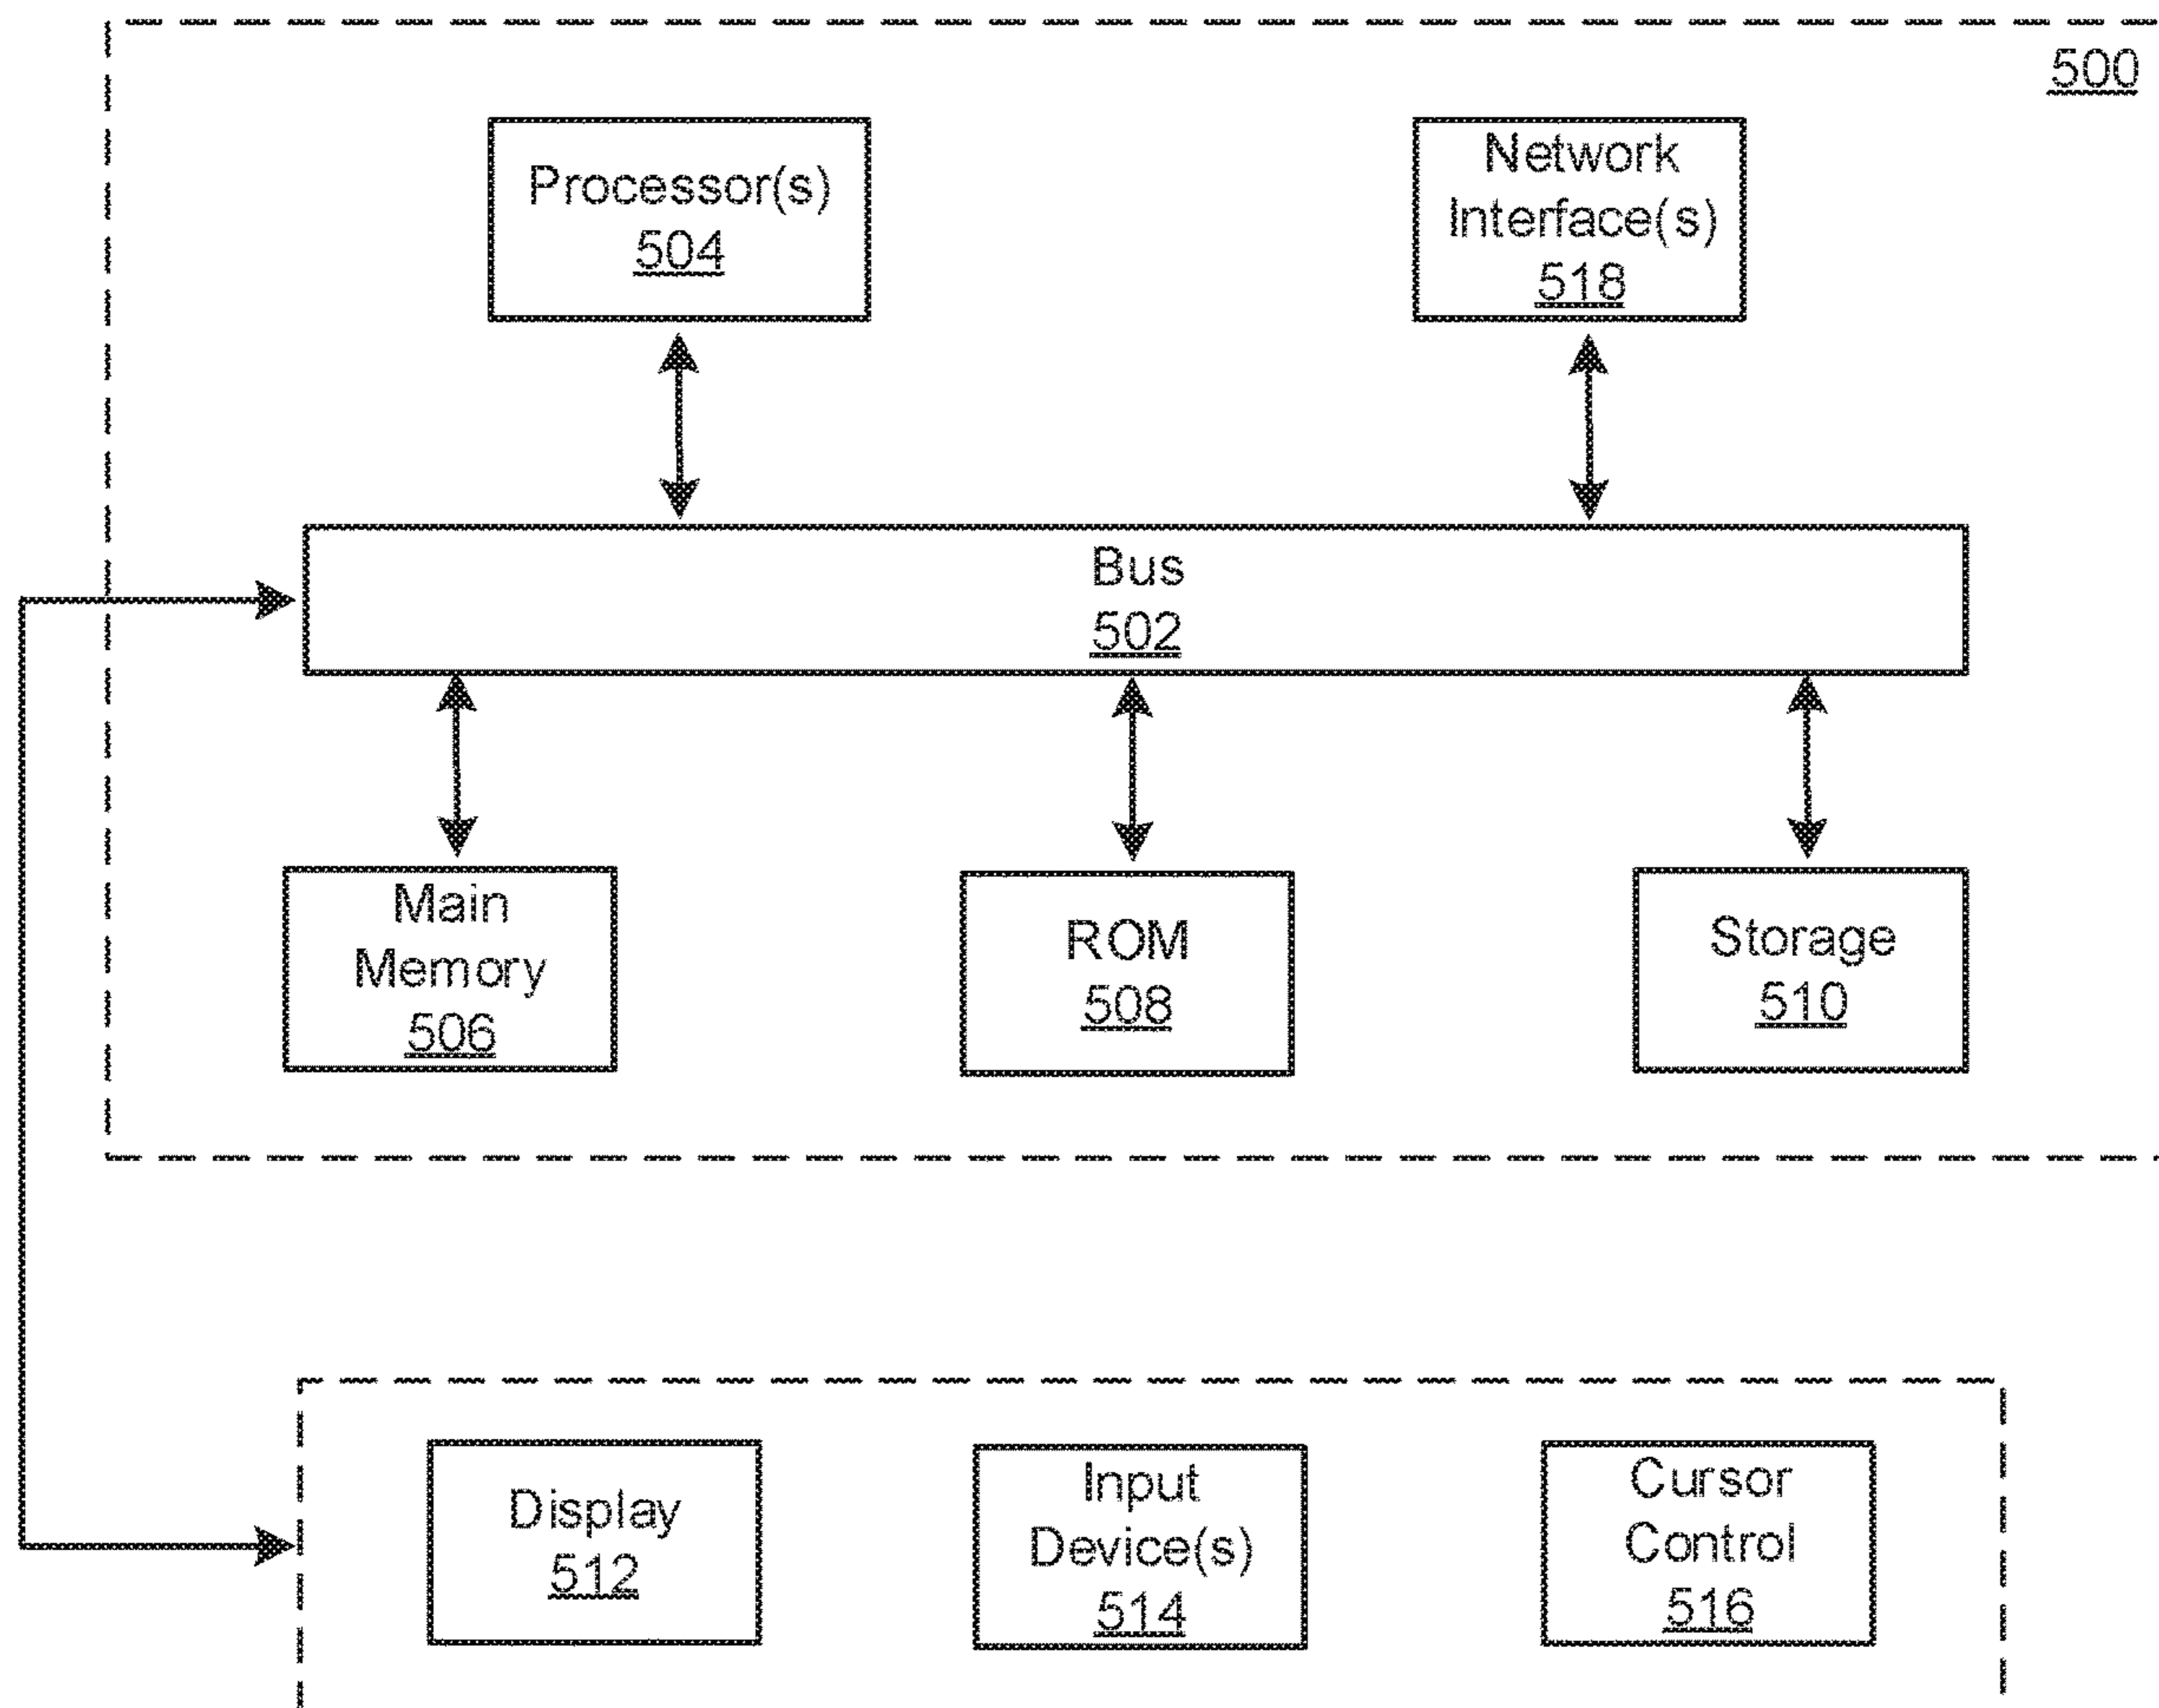 500
Processor(s)
504
Network
Interface(s)
518
Bus
502
Main
Memory
506
ROM
508
Storage
510
Display
512
Input
Device(s)
514
Cursor
Control
516